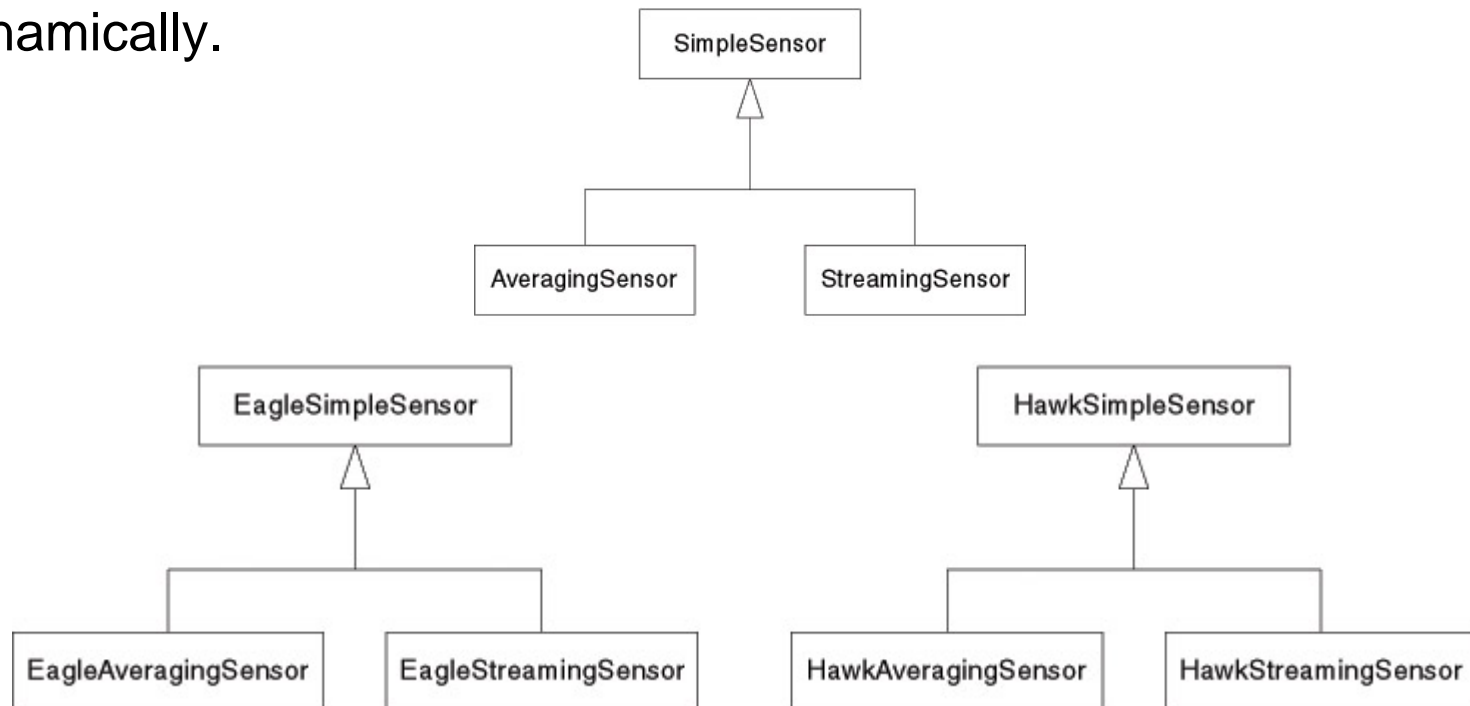 namically.
SimpleSensor
AveragingSensor StreamingSensor
EagleSimpleSensor HawkSimpleSensor
EagleAveragingSensor EagleStreamingSensor HawkAveragingSensor HawkStreamingSensor